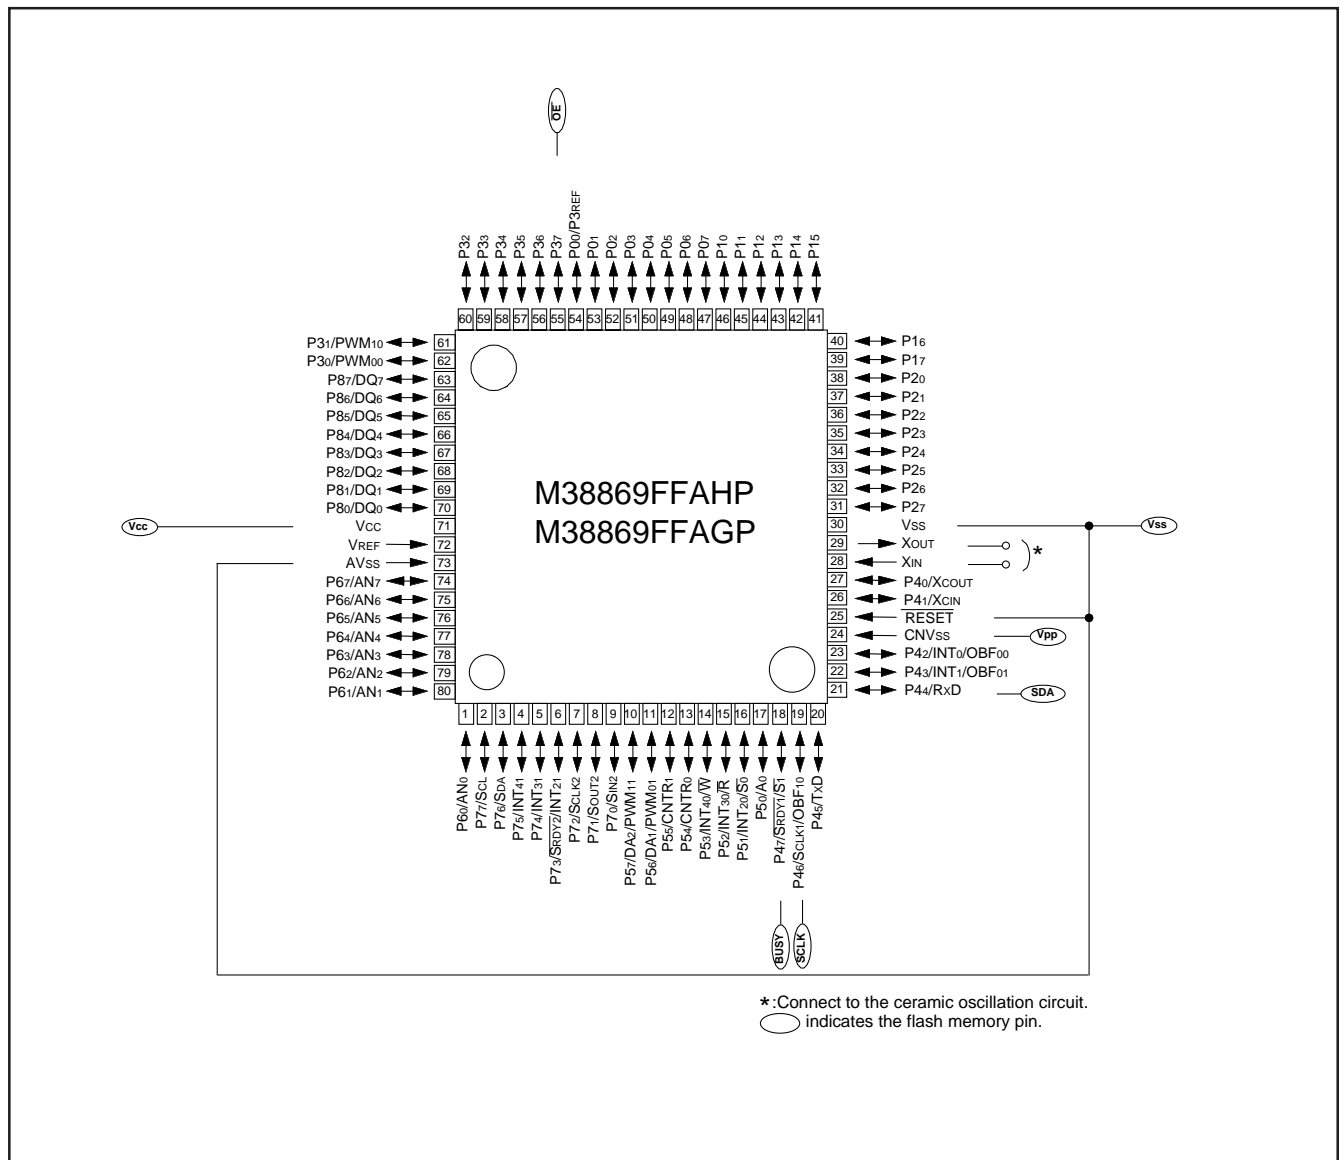 OE
P32
P33
P34
P35
P36
P37
P00/P3REF
P01
P02
P03
P04
P05
P06
P07
P10
P11
P12
P13
P14
P15
60 59 58 57 56 55 54 53 52 51 50 49 48 47 46 45 44 43 42 41
P31/PWM10 61
P30/PWM00 62
P87/DQ7 63
P86/DQ6 64
P85/DQ5 65
P84/DQ4 66
P83/DQ3 67
P82/DQ2 68
P81/DQ1 69
P80/DQ0 70
Vcc VCC 71
VREF 72
AVSS 73
P67/AN7 74
P66/AN6 75
P65/AN5 76
P64/AN4 77
P63/AN3 78
P62/AN2 79
P61/AN1 80
M38869FFAHP
M38869FFAGP
40 P16
39 P17
38 P20
37 P21
36 P22
35 P23
34 P24
33 P25
32 P26
31 P27
30 VSS Vss
29 XOUT
28 XIN *
27 P40/XCOUT
26 P41/XCIN
25 RESET
24 CNVSS Vpp
23 P42/INT0/OBF00
22 P43/INT1/OBF01
21 P44/RXD SDA
1 2 3 4 5 6 7 8 9 10 11 12 13 14 15 16 17 18 19 20
P60/AN0
P77/SCL
P76/SDA
P75/INT41
P74/INT31
P73/SRDY2/INT21
P72/SCLK2
P71/SOUT2
P70/SIN2
P57/DA2/PWM11
P56/DA1/PWM01
P55/CNTR1
P54/CNTR0
P53/INT40/W
P52/INT30/R
P51/INT20/S0
P50/A0
P47/SRDY1/S1
P46/SCLK1/OBF10
P45/TXD
BUSY
SCLK
*:Connect to the ceramic oscillation circuit.
indicates the flash memory pin.